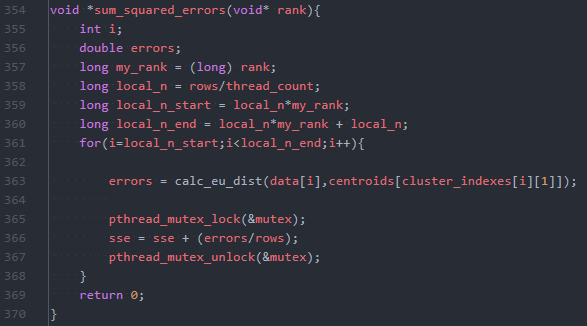 354 void *sum_squared_errors(void* rank){
355 int i;
356 double errors;
357 long my_rank = (long) rank;
358 long local_n = rows/thread_count;
359 long local_n_start = local_n*my_rank;
360 long local_n_end = local_n*my_rank + local_n;
361 for(i=local_n_start;i<local_n_end;i++){
362
363 errors = calc_eu_dist(data[i],centroids[cluster_indexes[i][1]]);
364
365 pthread_mutex_lock(&mutex);
366 sse = sse + (errors/rows);
367 pthread_mutex_unlock(&mutex);
368 }
369 return 0;
370 }